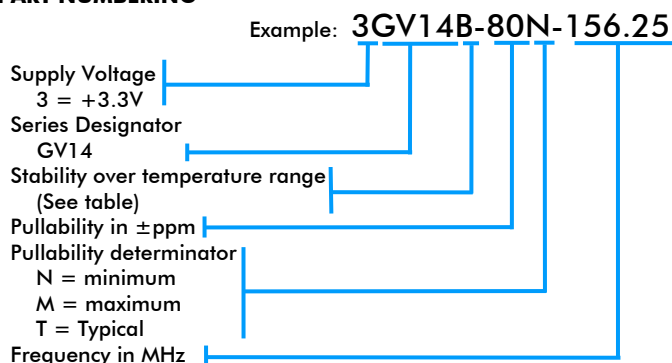 PART NUMBERING
Example: 3GV14B-80N-156.25
Supply Voltage
3 = +3.3V
Series Designator
GV14
Stability over temperature range
(See table)
Pullability in ±ppm
Pullability determinator
N = minimum
M = maximum
T = Typical
Frequency in MHz